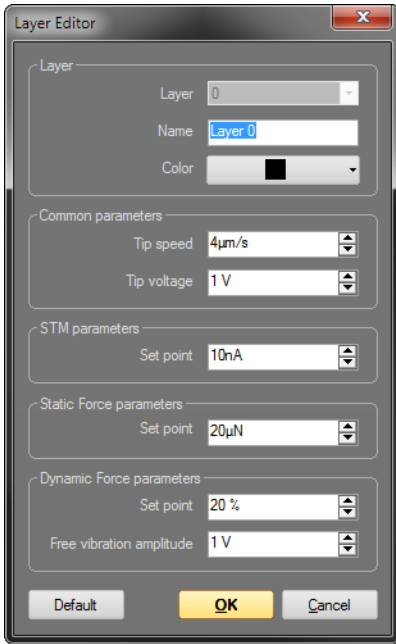 Layer Editor
Layer
Layer 0
Name Layer 0
Color
Common parameters
Tip speed 4µm/s
Tip voltage 1 V
STM parameters
Set point 10nA
Static Force parameters
Set point 20µN
Dynamic Force parameters
Set point 20 %
Free vibration amplitude 1 V
Default OK Cancel